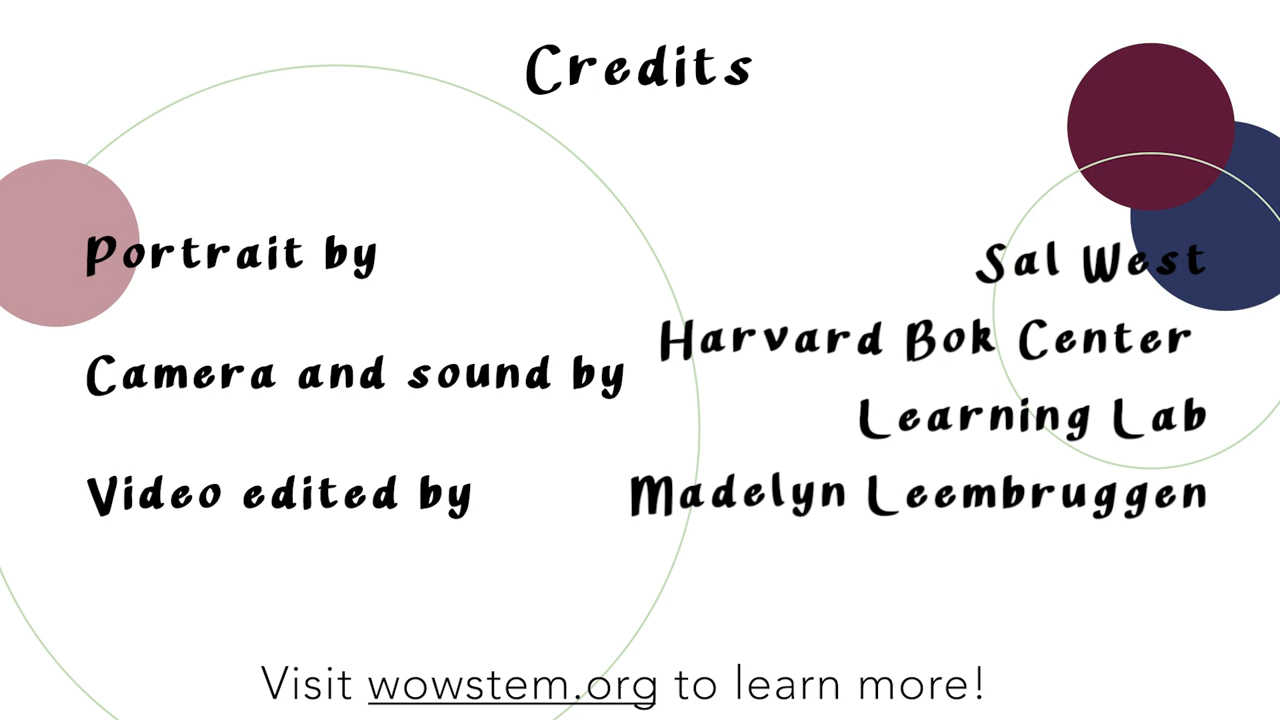 Credits
Portrait by
Sal West
Camera and sound by
Harvard Bok Center
Learning Lab
Video edited by
Madelyn Leembruggen
Visit wowstem.org to learn more!